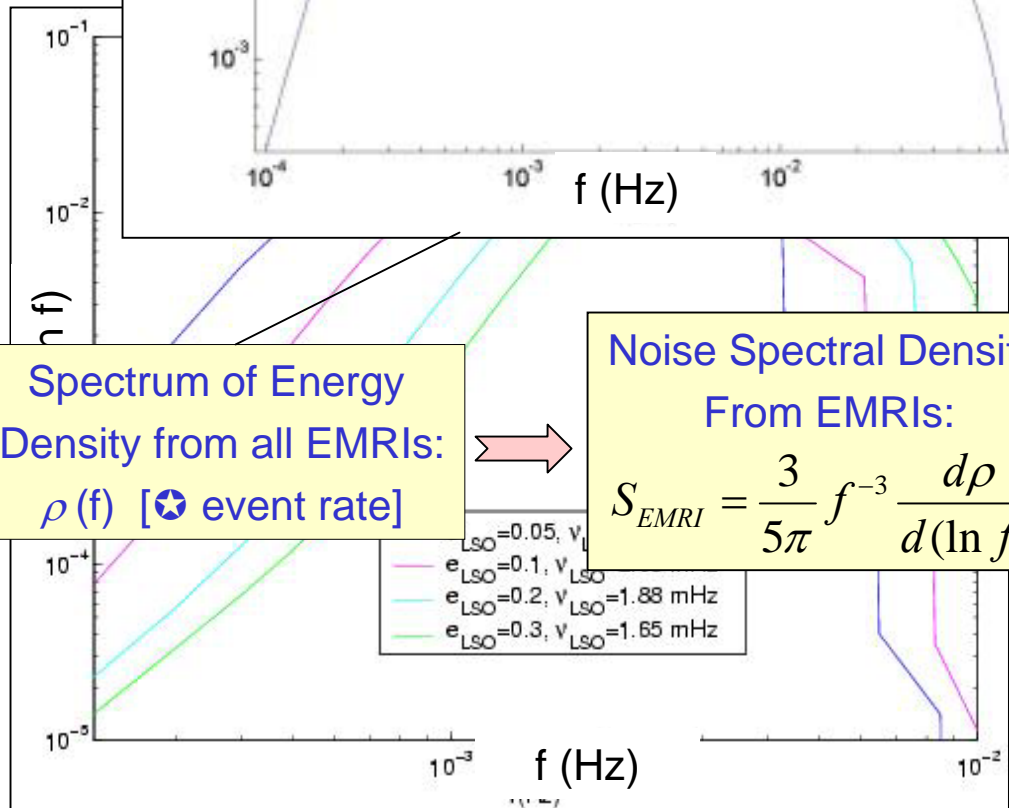 10⁻¹
10⁻³
10⁻⁴ 10⁻³ 10⁻²
f (Hz)
10⁻²
n f)
Spectrum of Energy
Density from all EMRIs:
ρ (f) [✪ event rate]
Noise Spectral Densit
From EMRIs:
S_EMRI = 3/5π f⁻³ dρ/d(ln f
10⁻⁴
LSO=0.05, ν
e_LSO=0.1, ν
e_LSO=0.2, ν_LSO=1.88 mHz
e_LSO=0.3, ν_LSO=1.65 mHz
10⁻⁵
10⁻³ f (Hz) 10⁻²